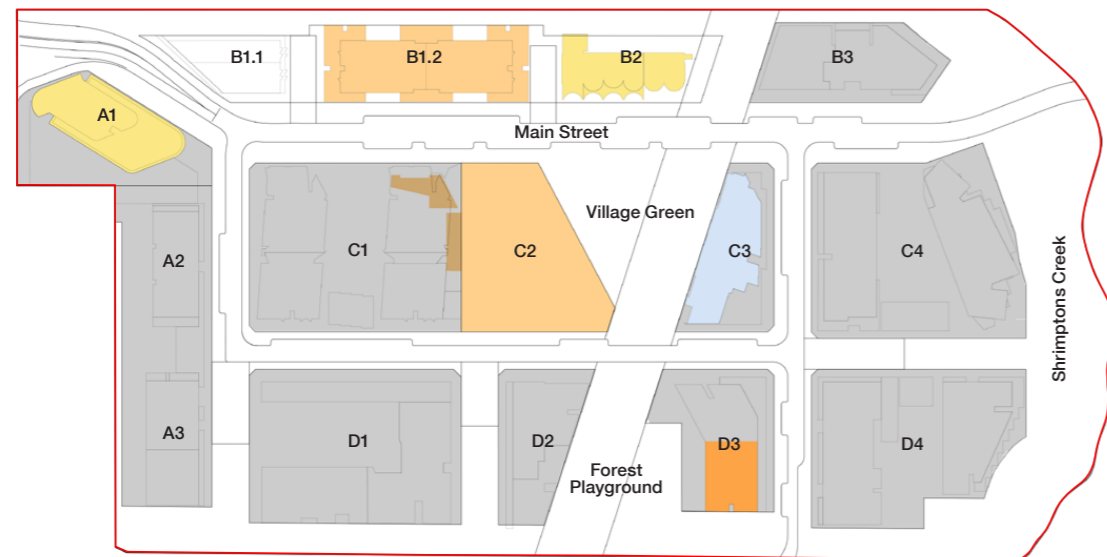 B1.1
B1.2
B2
B3
A1
Main Street
Village Green
A2
C1
C2
C3
C4
Shrimptons Creek
A3
D1
D2
D3
D4
Forest
Playground